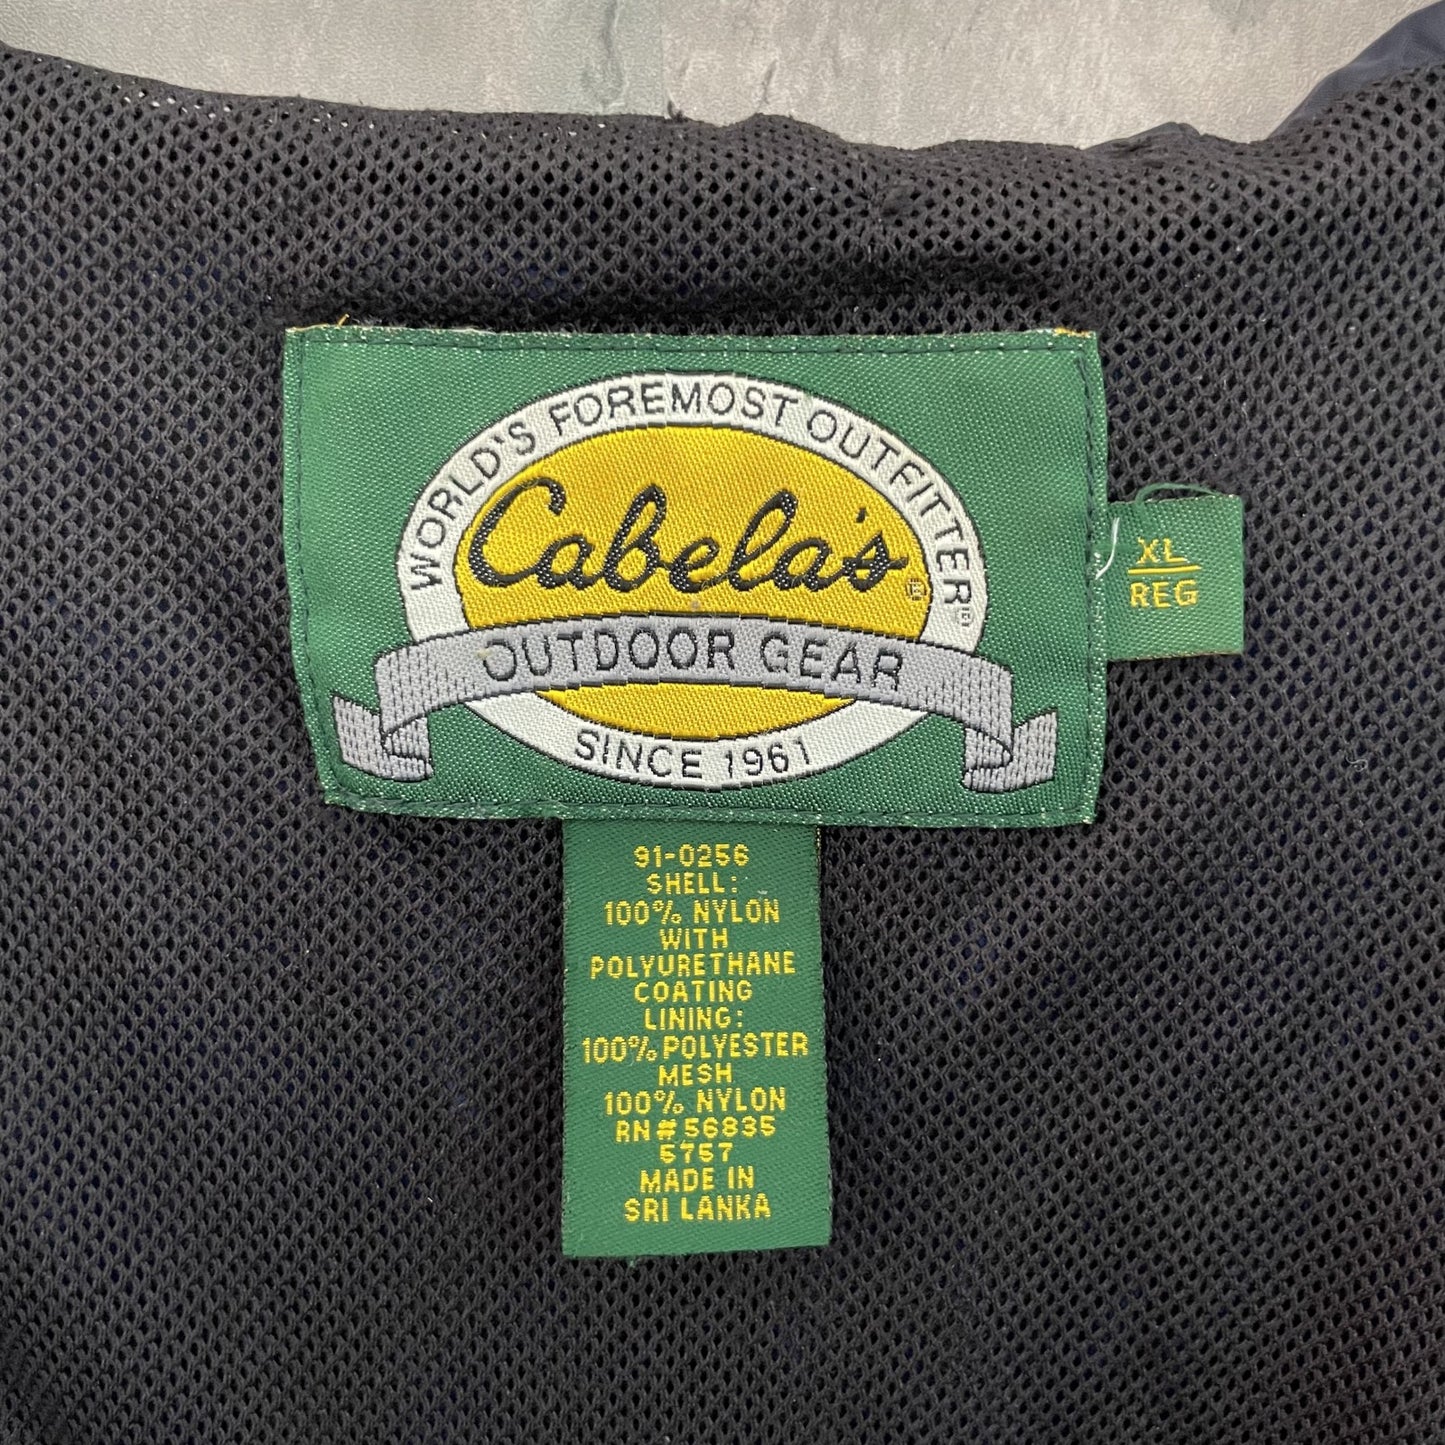 WORLD'S FOREMOST OUTFITTER®
Cabela's®
OUTDOOR GEAR
SINCE 1961
XL
REG
91-0256
SHELL:
100% NYLON
WITH
POLYURETHANE
COATING
LINING:
100% POLYESTER
MESH
100% NYLON
RN#56835
5757
MADE IN
SRI LANKA